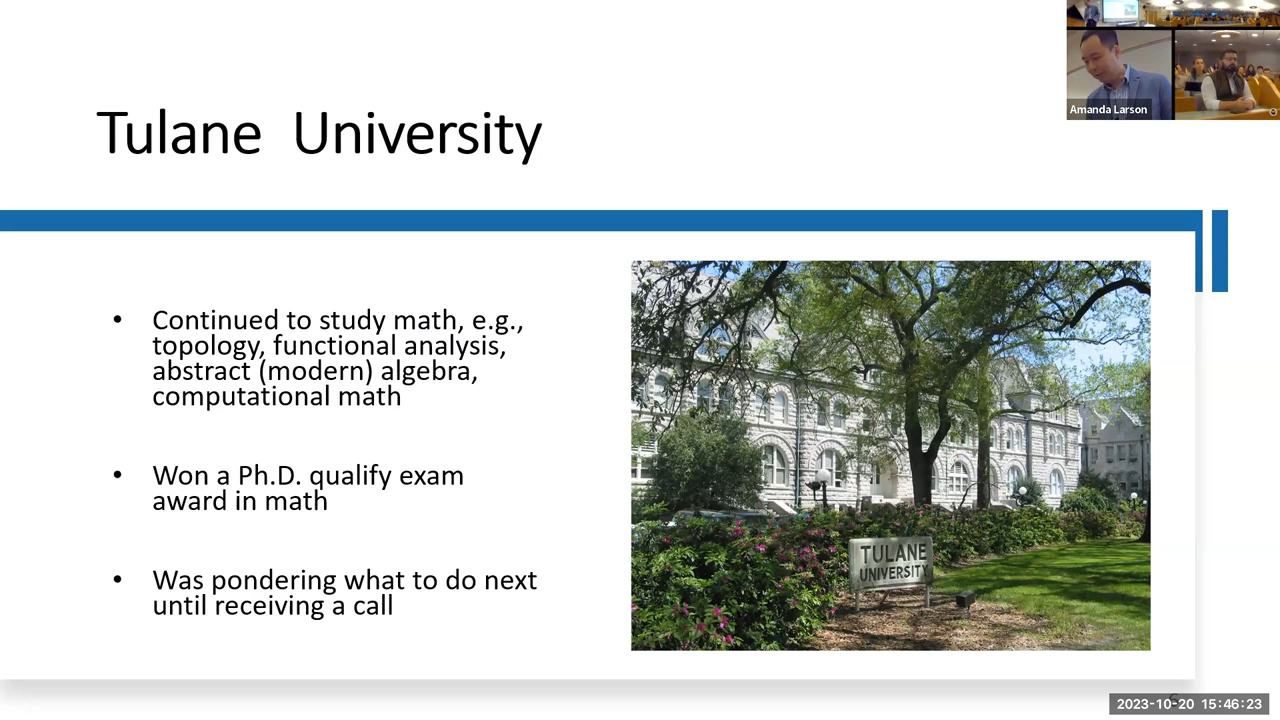 Amanda Larson
Tulane University
• Continued to study math, e.g.,
topology, functional analysis,
abstract (modern) algebra,
computational math
• Won a Ph.D. qualify exam
award in math
• Was pondering what to do next
until receiving a call
TULANE
UNIVERSITY
2023-10-20 15:46:23